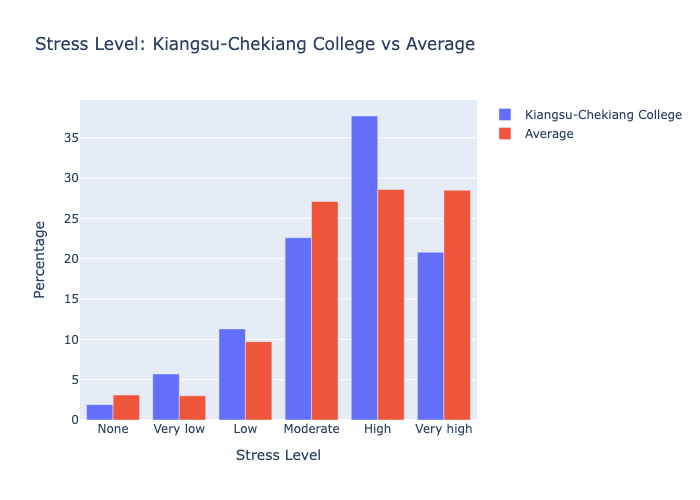 Stress Level: Kiangsu-Chekiang College vs Average
Kiangsu-Chekiang College
Average
Percentage
35
30
25
20
15
10
5
0
None Very low Low Moderate High Very high
Stress Level